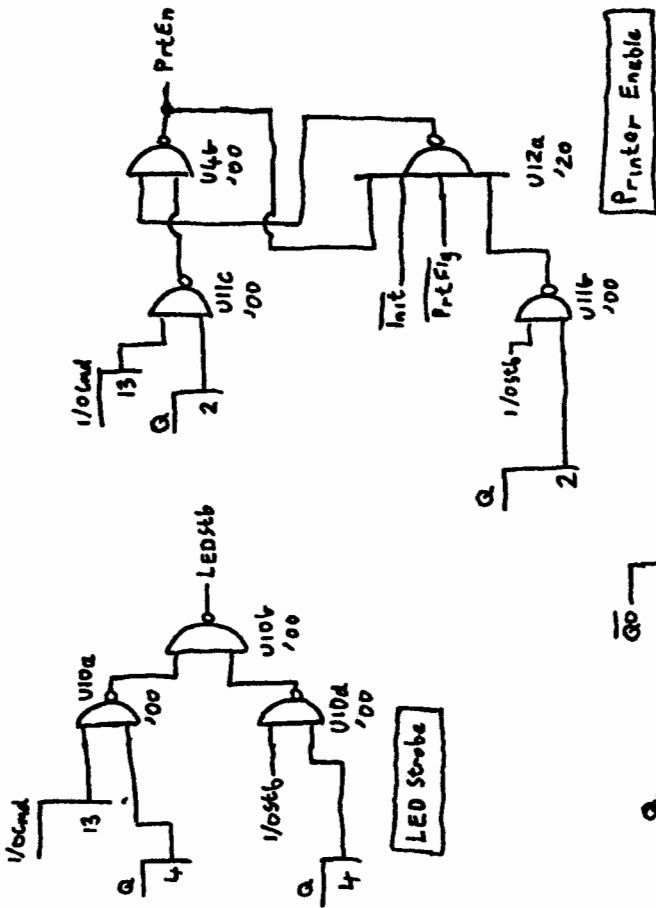 I/OCmd
13
Q
4
U10a
'00
I/OStb
Q
4
U10d
'00
U10b
'00
LEDStb
LED Strobe
I/OCmd
13
Q
2
U11c
'00
U4b
'00
PrtEn
Init
PrtFlg
I/OStb
Q
2
U11b
'00
U12a
'20
Printer Enable
Q0
Q